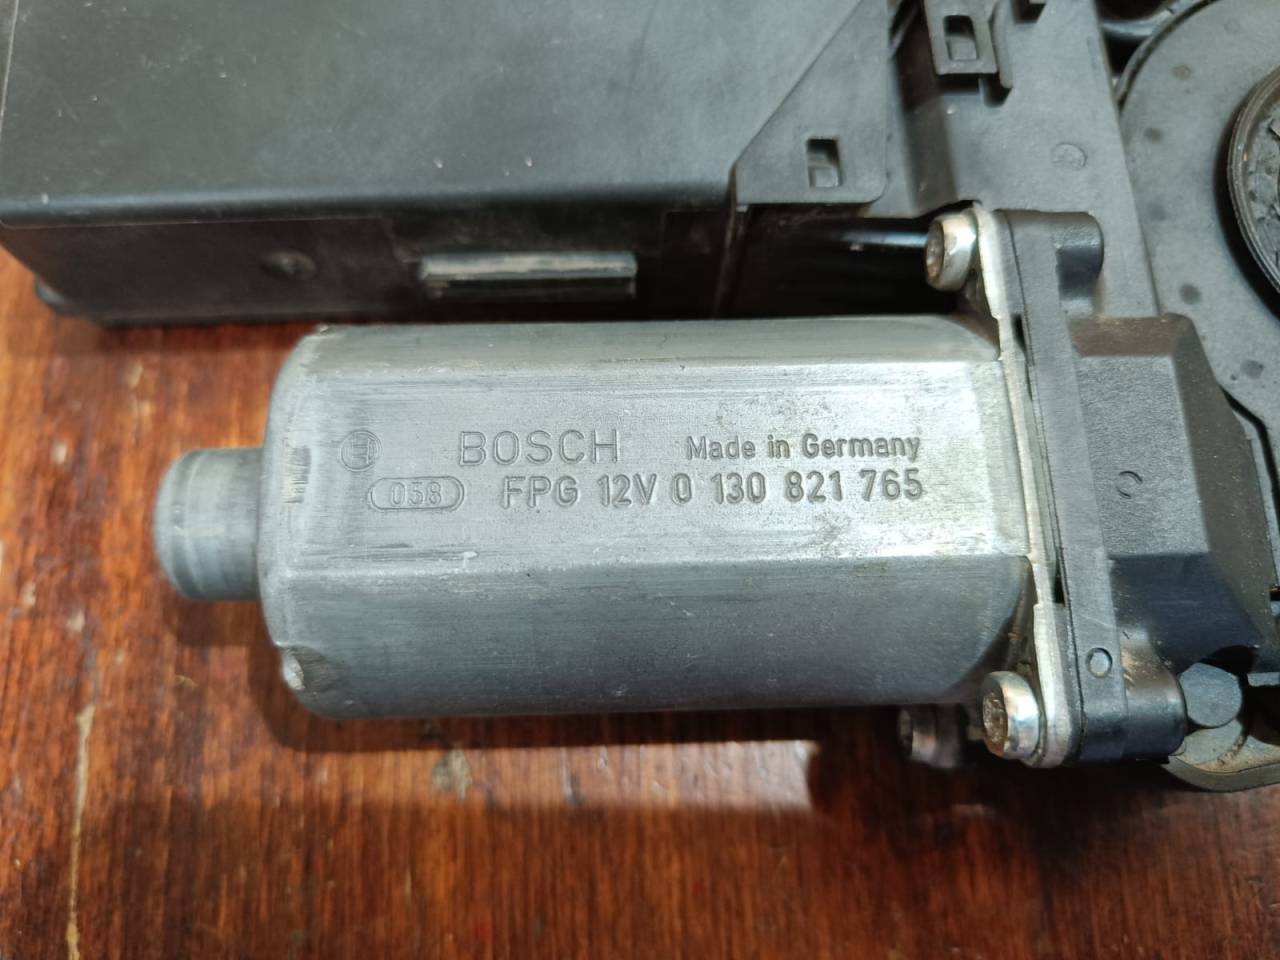 BOSCH Made in Germany
058 FPG 12V 0 130 821 765